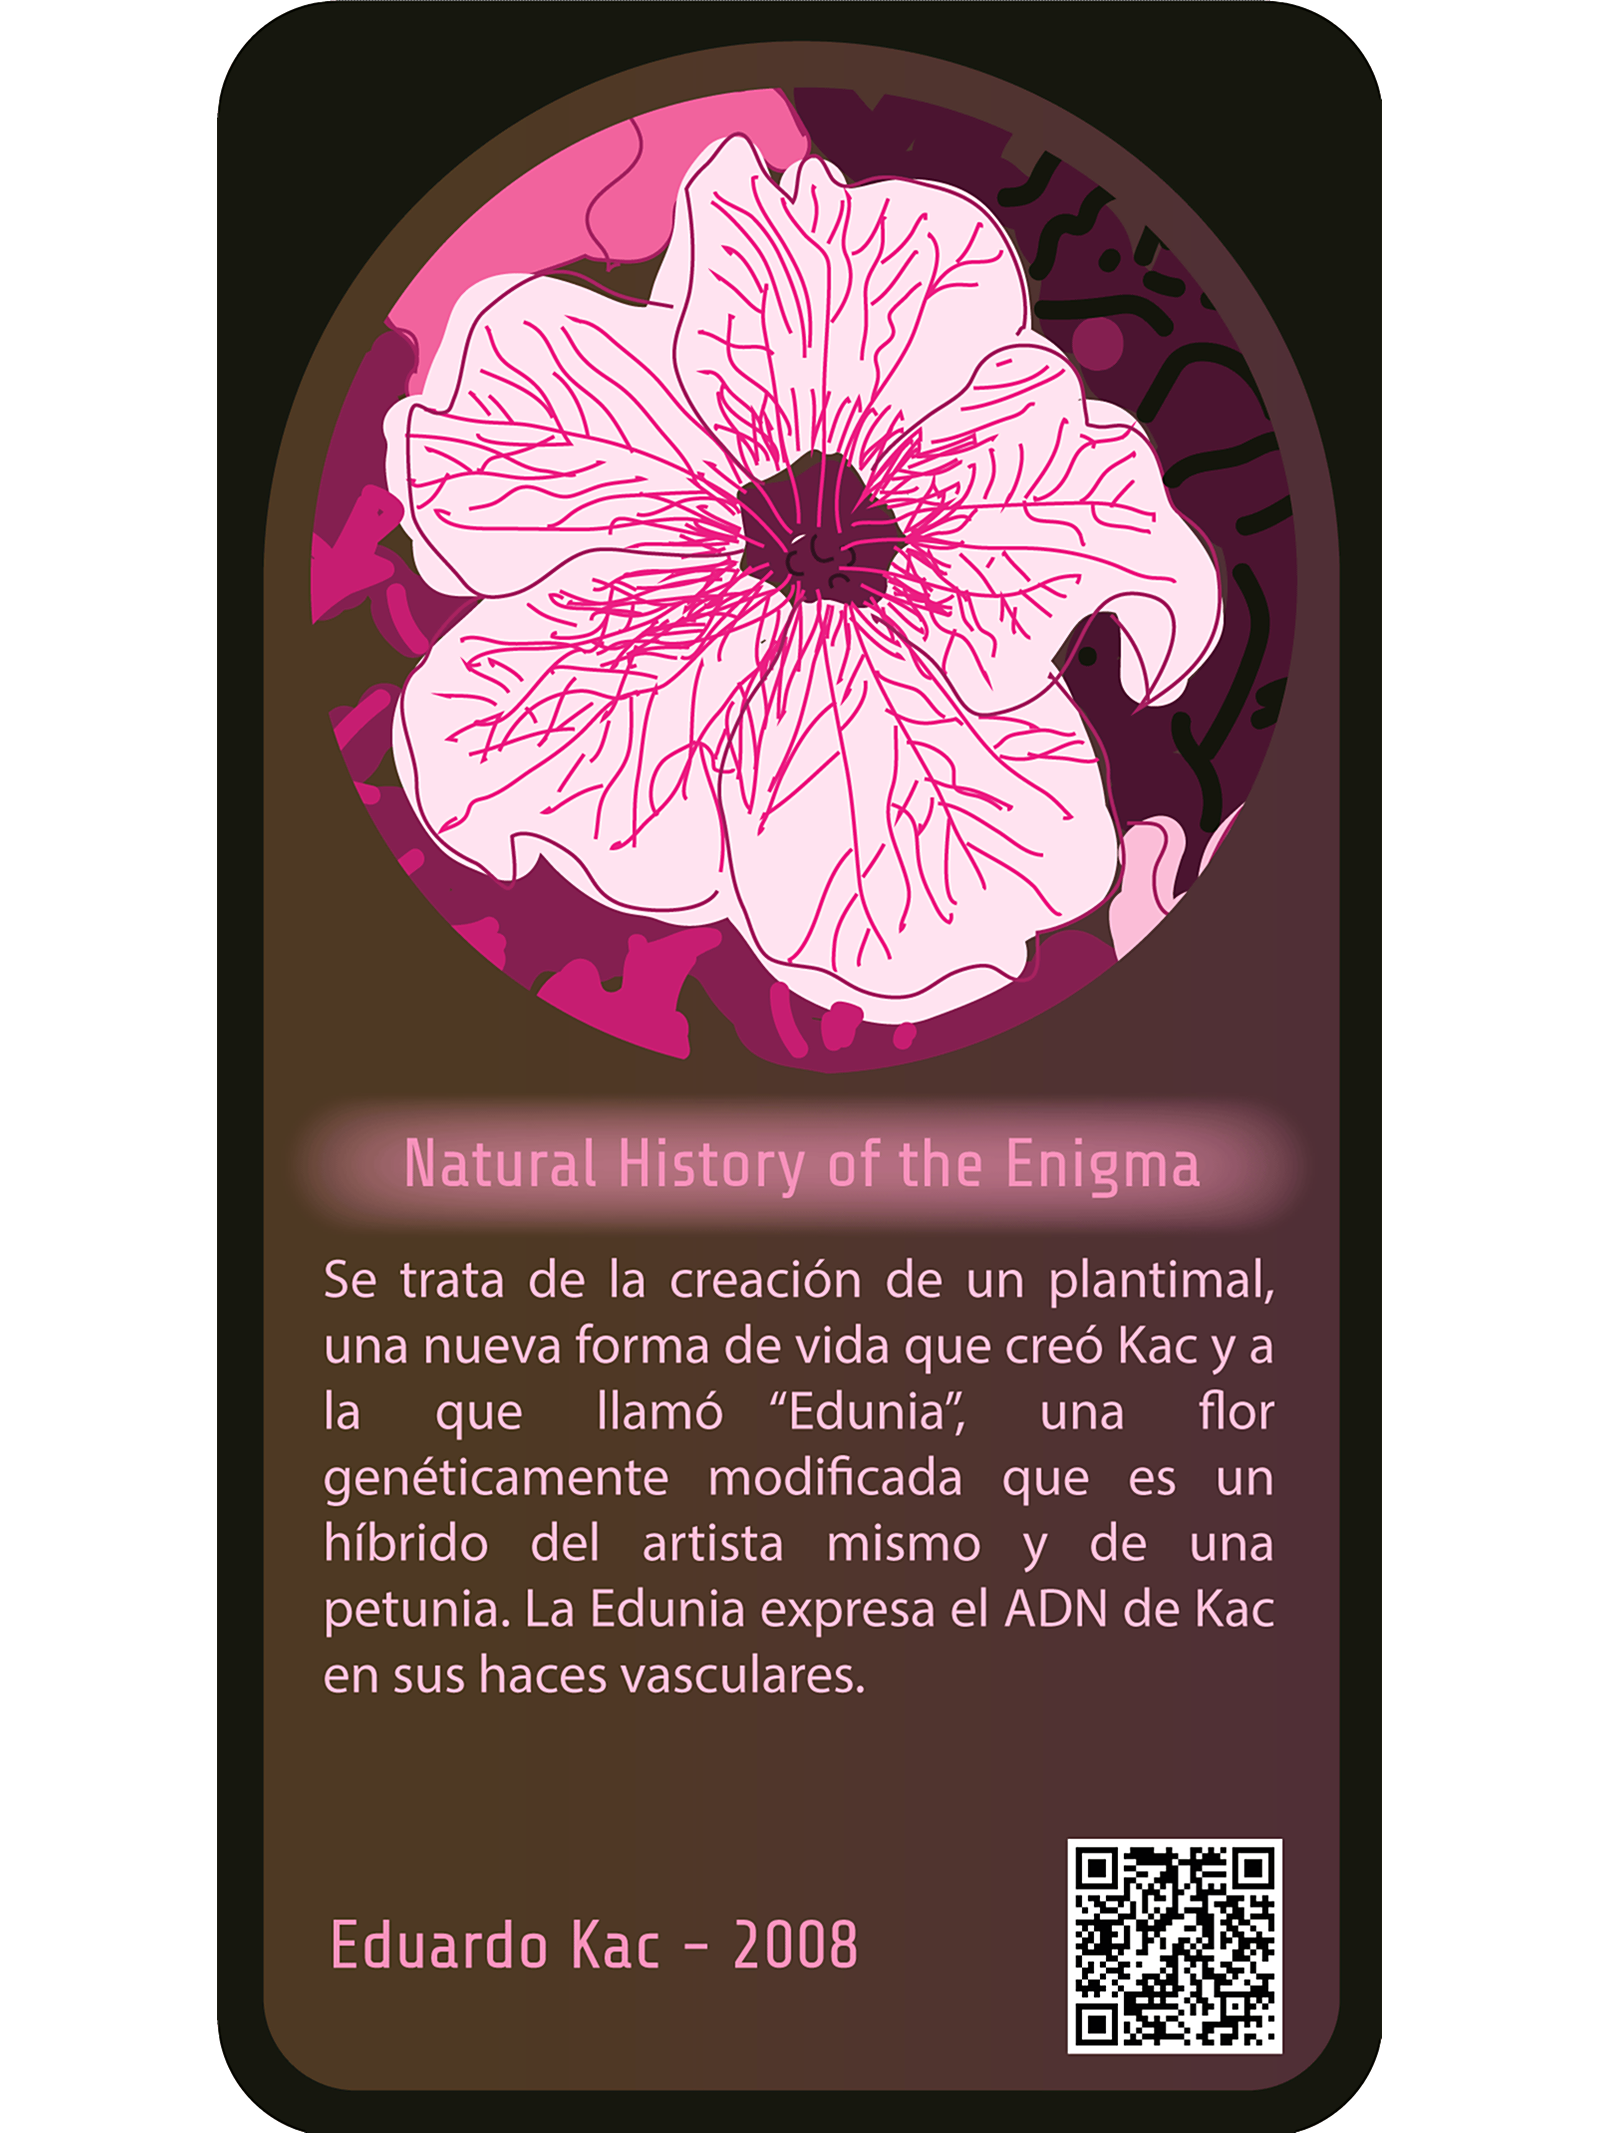 Natural History of the Enigma
Se trata de la creación de un plantimal,
una nueva forma de vida que creó Kac y a
la que llamó “Edunia”, una flor
genéticamente modificada que es un
híbrido del artista mismo y de una
petunia. La Edunia expresa el ADN de Kac
en sus haces vasculares.
Eduardo Kac - 2008